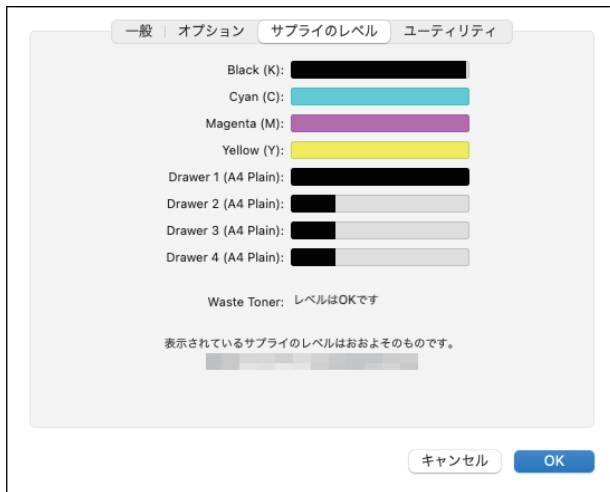 一般 オプション サプライのレベル ユーティリティ
Black (K):
Cyan (C):
Magenta (M):
Yellow (Y):
Drawer 1 (A4 Plain):
Drawer 2 (A4 Plain):
Drawer 3 (A4 Plain):
Drawer 4 (A4 Plain):
Waste Toner: レベルはOKです
表示されているサプライのレベルはおおよそのものです。
キャンセル OK